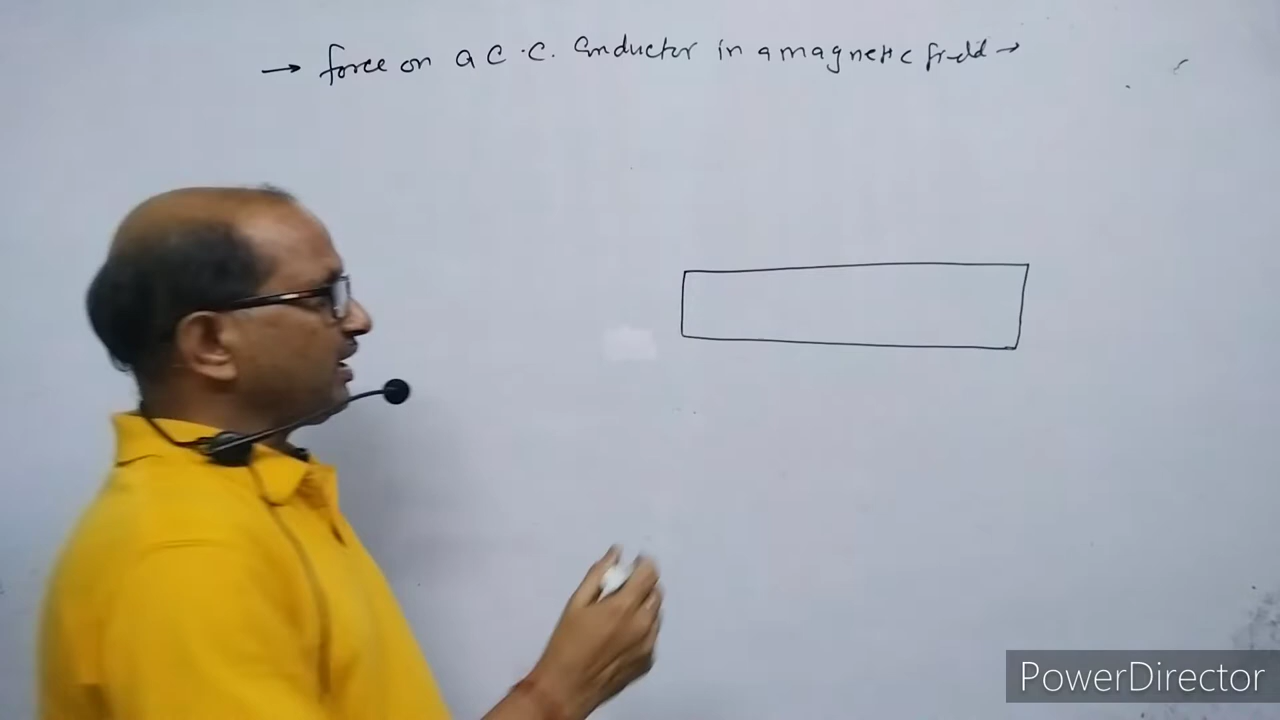 → force on a C.C. Conductor in a magnetic field →
PowerDirector